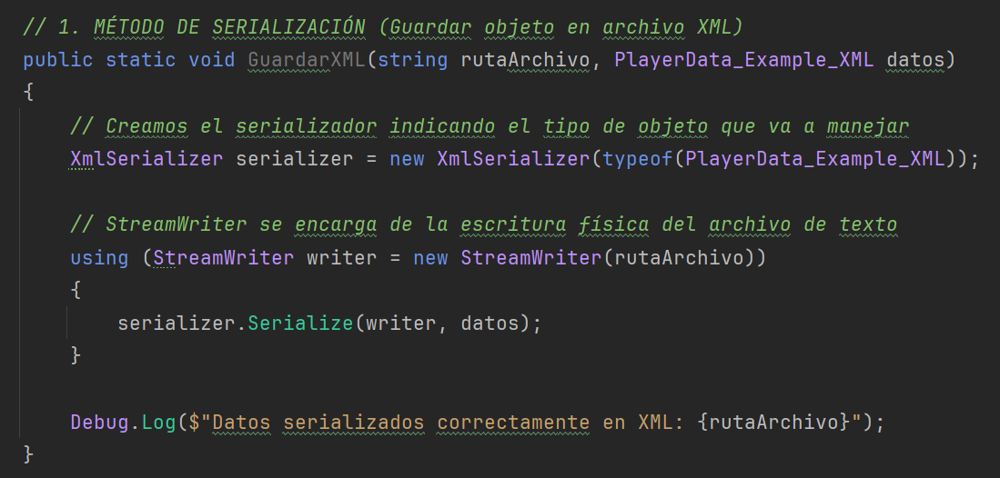 // 1. MÉTODO DE SERIALIZACIÓN (Guardar objeto en archivo XML)
public static void GuardarXML(string rutaArchivo, PlayerData_Example_XML datos)
{
// Creamos el serializador indicando el tipo de objeto que va a manejar
XmlSerializer serializer = new XmlSerializer(typeof(PlayerData_Example_XML));
// StreamWriter se encarga de la escritura física del archivo de texto
using (StreamWriter writer = new StreamWriter(rutaArchivo))
{
serializer.Serialize(writer, datos);
}
Debug.Log($"Datos serializados correctamente en XML: {rutaArchivo}");
}